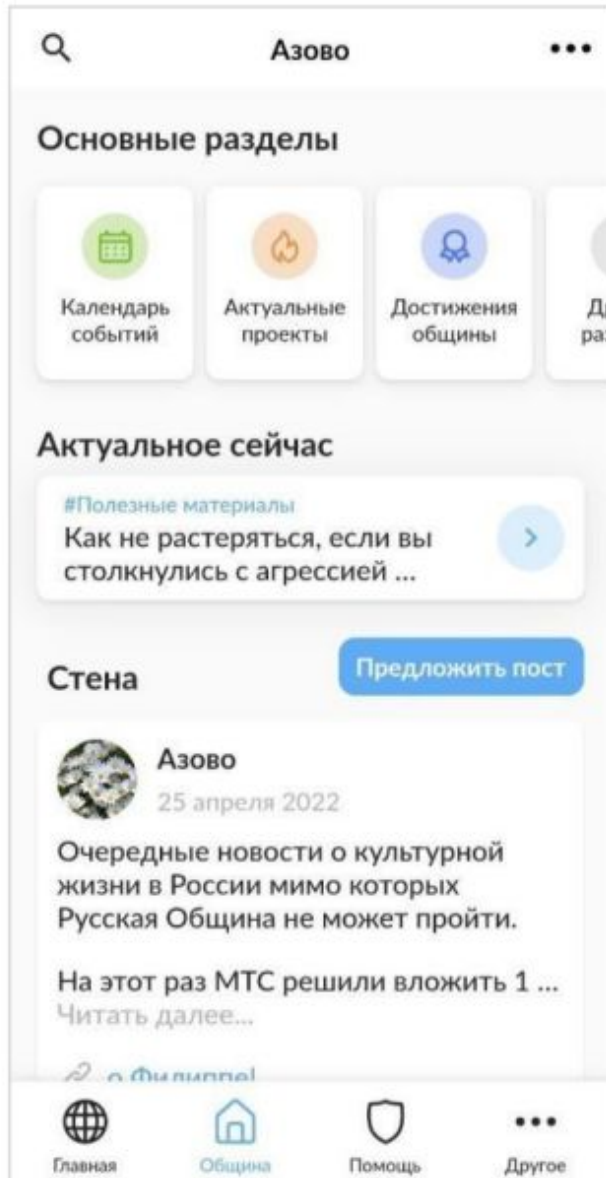 Азово
Основные разделы
Календарь
событий
Актуальные
проекты
Достижения
общины
Актуальное сейчас
#Полезные материалы
Как не растеряться, если вы
столкнулись с агрессией ...
Стена
Предложить пост
Азово
25 апреля 2022
Очередные новости о культурной
жизни в России мимо которых
Русская Община не может пройти.
На этот раз МТС решили вложить 1 ...
Читать далее...
о Филиппе!
Главная
Община
Помощь
Другое